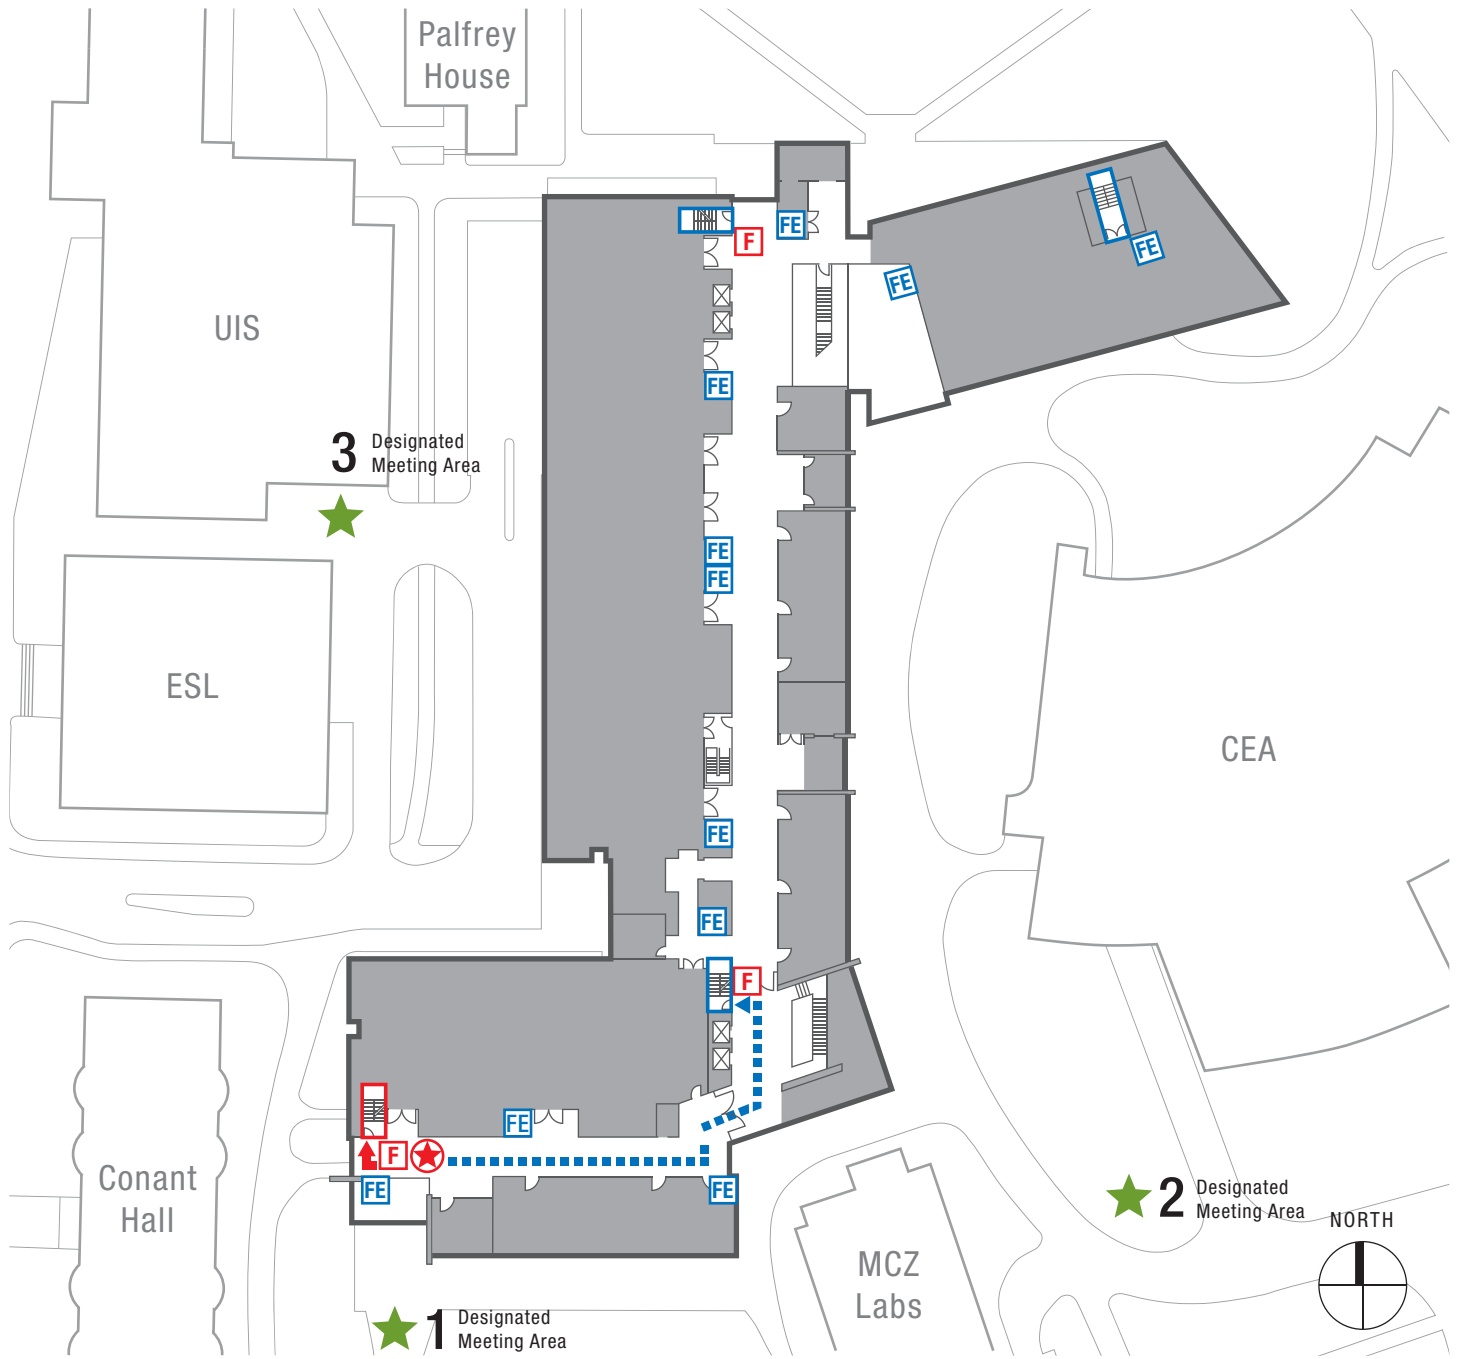 Palfrey
House
F
FE
FE
FE
UIS
FE
3
Designated
Meeting Area
FE
FE
ESL
CEA
FE
FE
F
FE
F
FE
FE
Conant
Hall
2
Designated
Meeting Area
NORTH
MCZ
Labs
1
Designated
Meeting Area